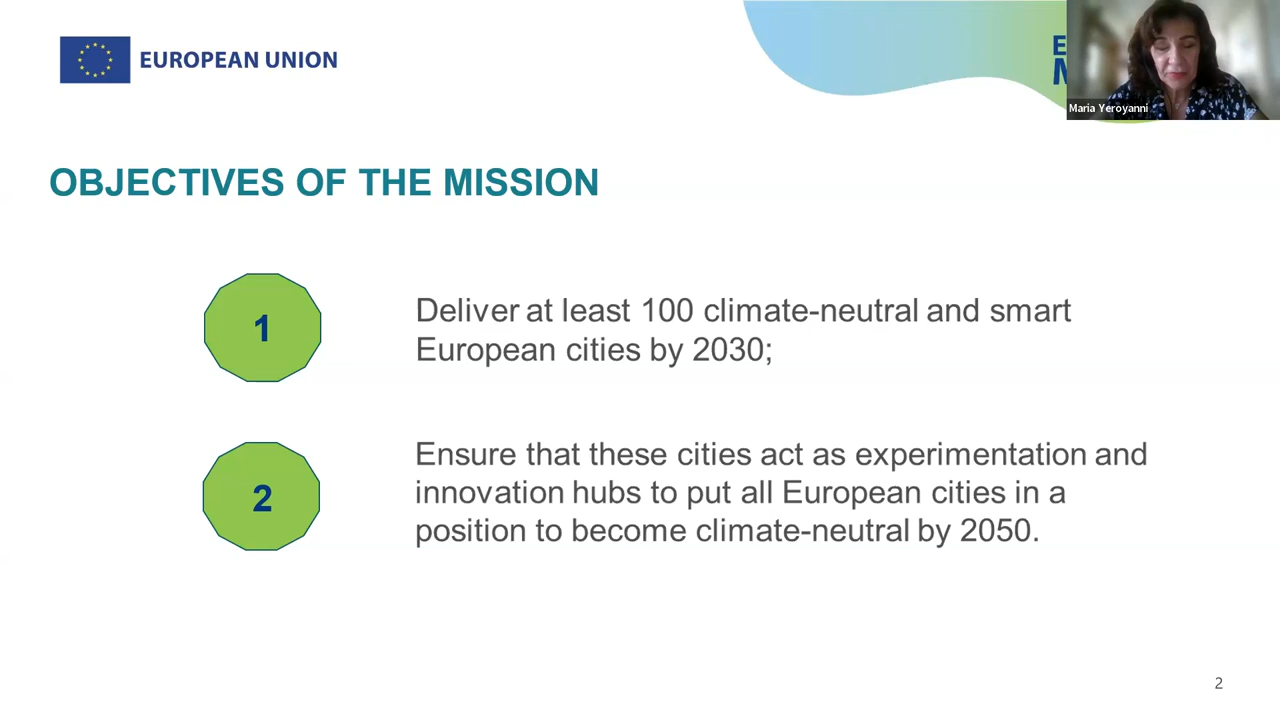 EUROPEAN UNION
Maria Yeroyanni
OBJECTIVES OF THE MISSION
1
Deliver at least 100 climate-neutral and smart
European cities by 2030;
2
Ensure that these cities act as experimentation and
innovation hubs to put all European cities in a
position to become climate-neutral by 2050.
2